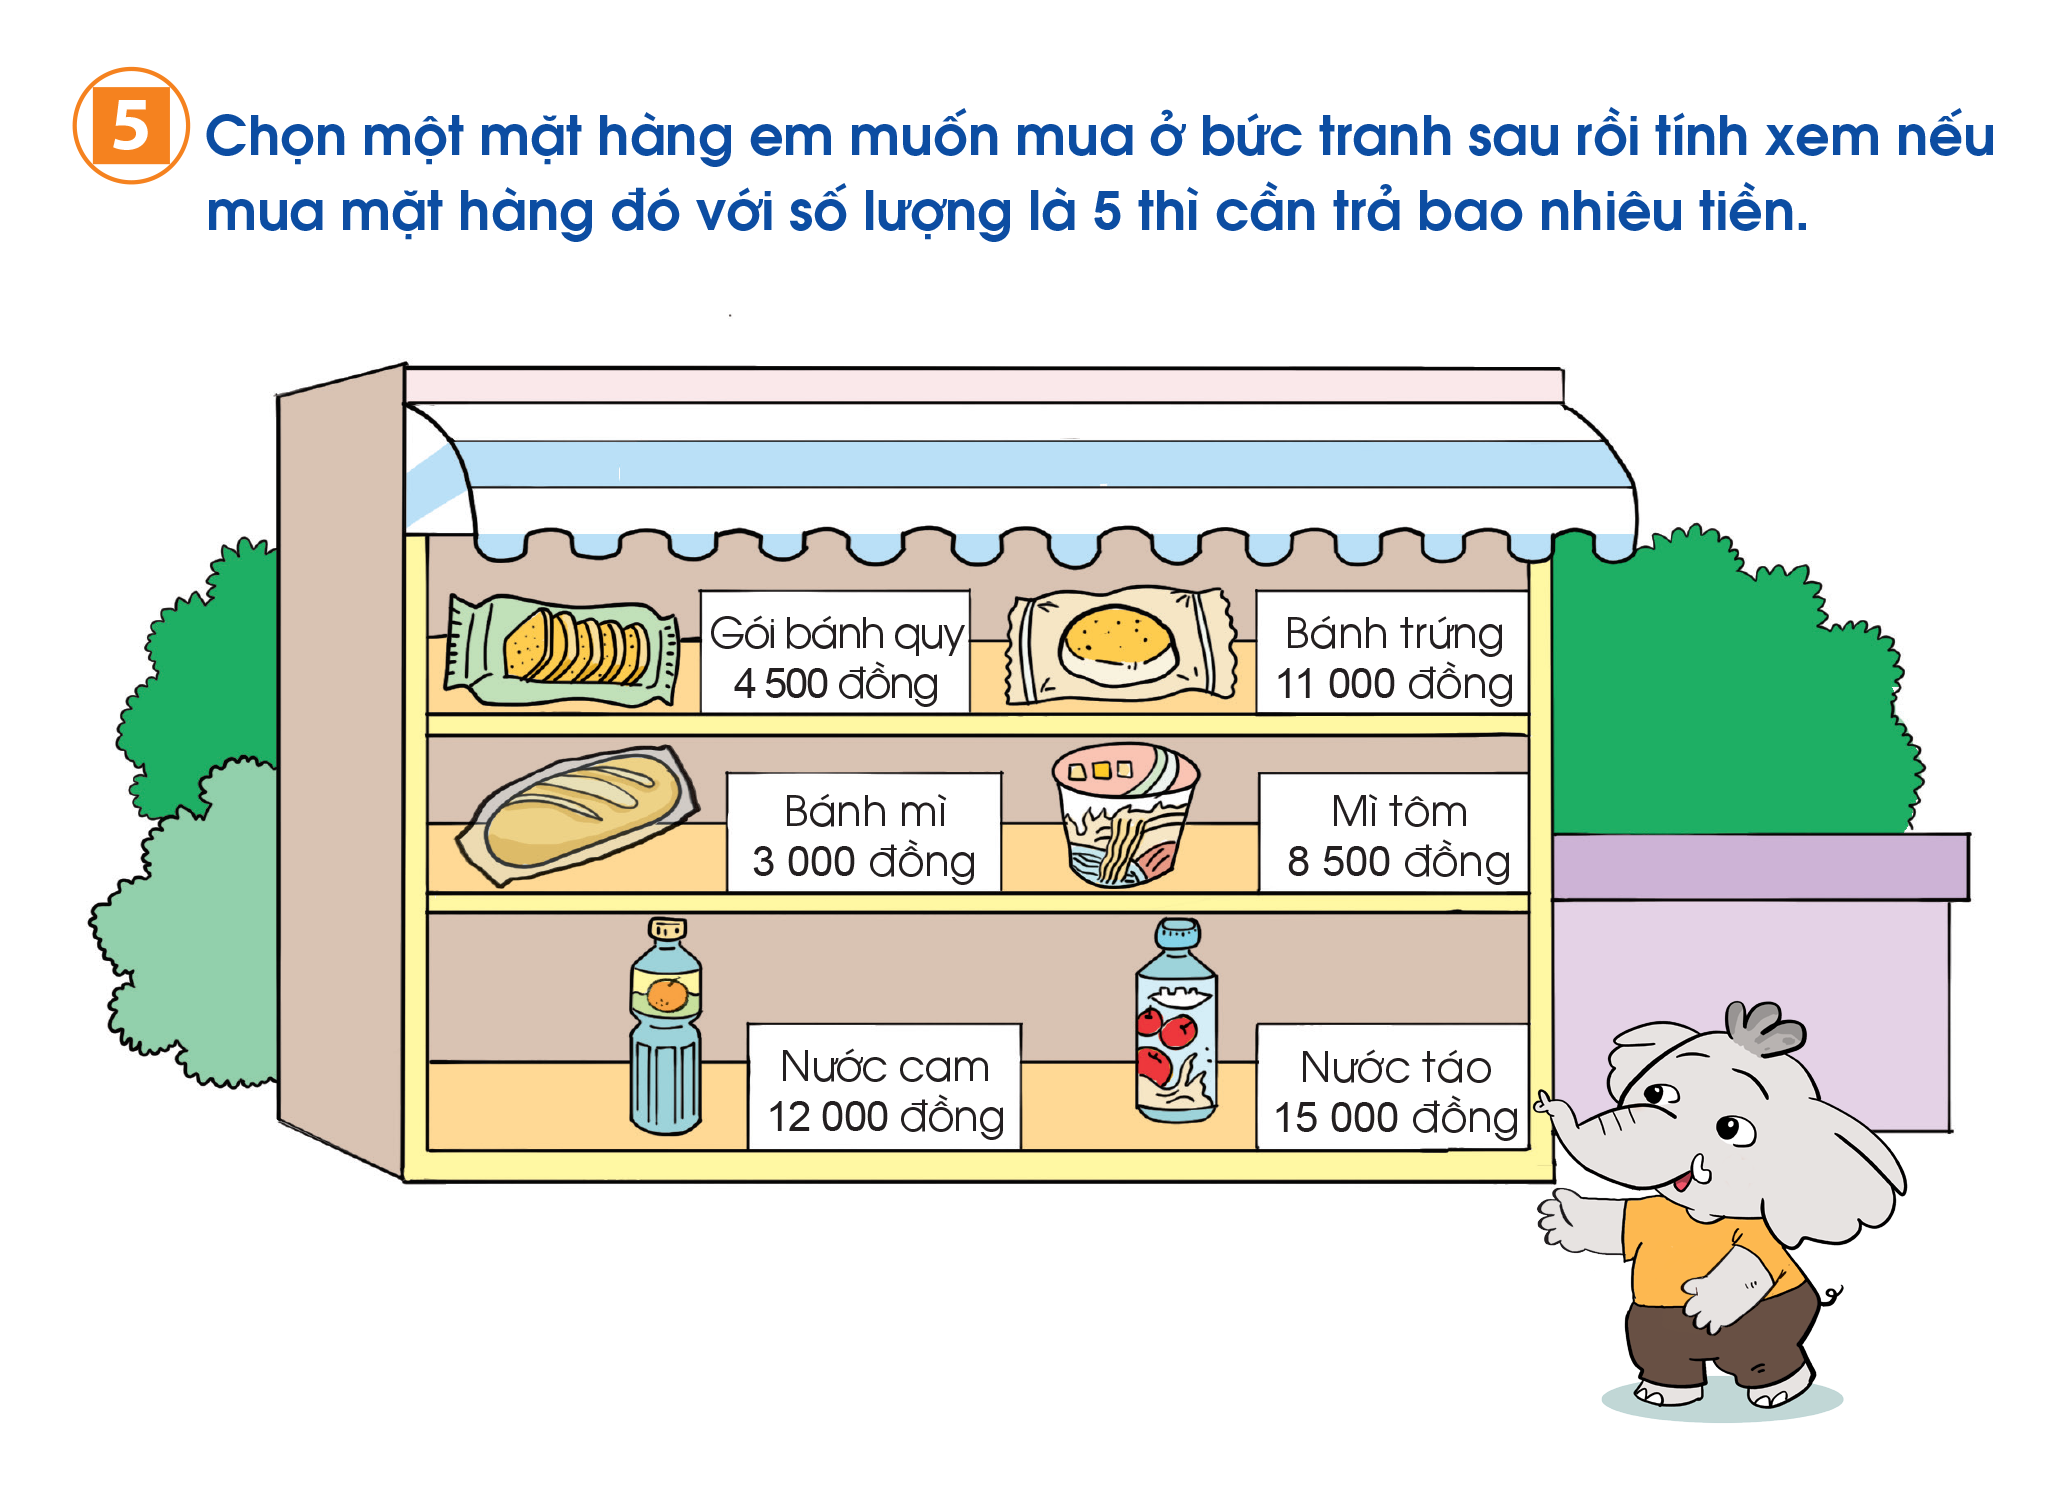 5 Chọn một mặt hàng em muốn mua ở bức tranh sau rồi tính xem nếu
mua mặt hàng đó với số lượng là 5 thì cần trả bao nhiêu tiền.
Gói bánh quy
4 500 đồng
Bánh trứng
11 000 đồng
Bánh mì
3 000 đồng
Mì tôm
8 500 đồng
Nước cam
12 000 đồng
Nước táo
15 000 đồng